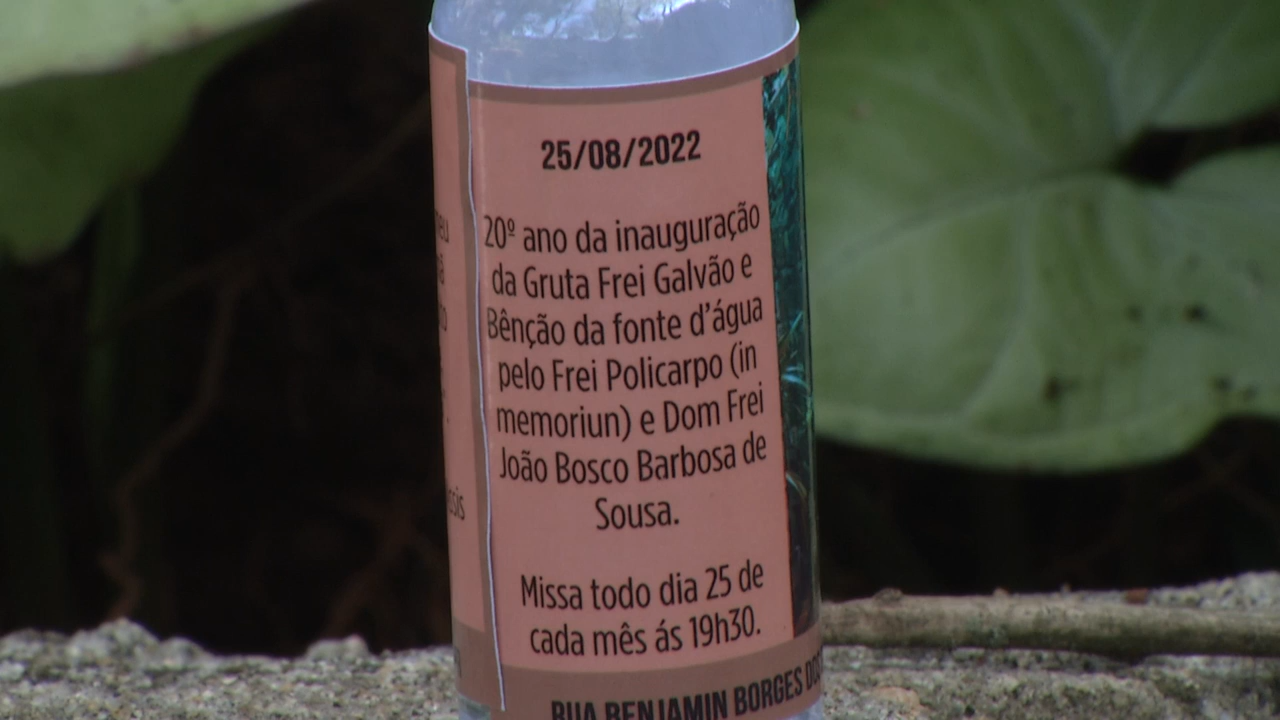 25/08/2022
20º ano da inauguração
da Gruta Frei Galvão e
Bênção da fonte d'água
pelo Frei Policarpo (in
memoriun) e Dom Frei
João Bosco Barbosa de
Sousa.
Missa todo dia 25 de
cada mês ás 19h30.
RUA BENJAMIN BORGES